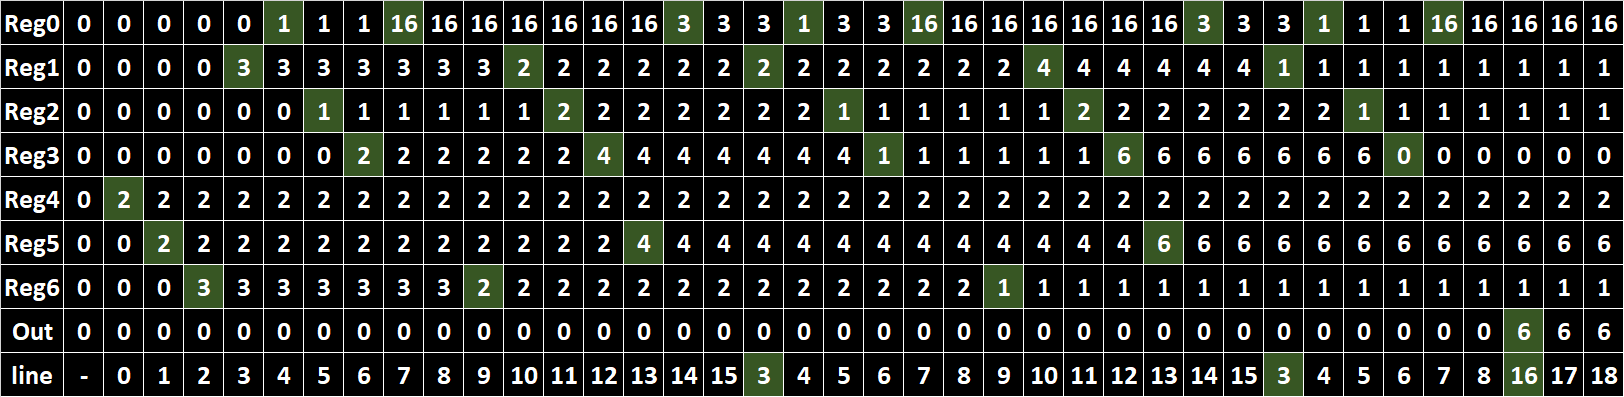 Reg0 0 0 0 0 0 1 1 1 16 16 16 16 16 16 16 3 3 3 1 3 3 16 16 16 16 16 16 16 3 3 3 1 1 1 16 16 16 16 16
Reg1 0 0 0 0 3 3 3 3 3 3 3 2 2 2 2 2 2 2 2 2 2 2 2 2 4 4 4 4 4 4 1 1 1 1 1 1 1 1 1
Reg2 0 0 0 0 0 0 1 1 1 1 1 1 2 2 2 2 2 2 2 1 1 1 1 1 1 2 2 2 2 2 2 2 1 1 1 1 1 1 1
Reg3 0 0 0 0 0 0 0 2 2 2 2 2 2 4 4 4 4 4 4 4 1 1 1 1 1 1 6 6 6 6 6 6 6 0 0 0 0 0 0
Reg4 0 2 2 2 2 2 2 2 2 2 2 2 2 2 2 2 2 2 2 2 2 2 2 2 2 2 2 2 2 2 2 2 2 2 2 2 2 2 2
Reg5 0 0 2 2 2 2 2 2 2 2 2 2 2 2 4 4 4 4 4 4 4 4 4 4 4 4 4 6 6 6 6 6 6 6 6 6 6 6 6
Reg6 0 0 0 3 3 3 3 3 3 3 2 2 2 2 2 2 2 2 2 2 2 2 2 1 1 1 1 1 1 1 1 1 1 1 1 1 1 1 1
Out 0 0 0 0 0 0 0 0 0 0 0 0 0 0 0 0 0 0 0 0 0 0 0 0 0 0 0 0 0 0 0 0 0 0 0 0 6 6 6
line - 0 1 2 3 4 5 6 7 8 9 10 11 12 13 14 15 3 4 5 6 7 8 9 10 11 12 13 14 15 3 4 5 6 7 8 16 17 18